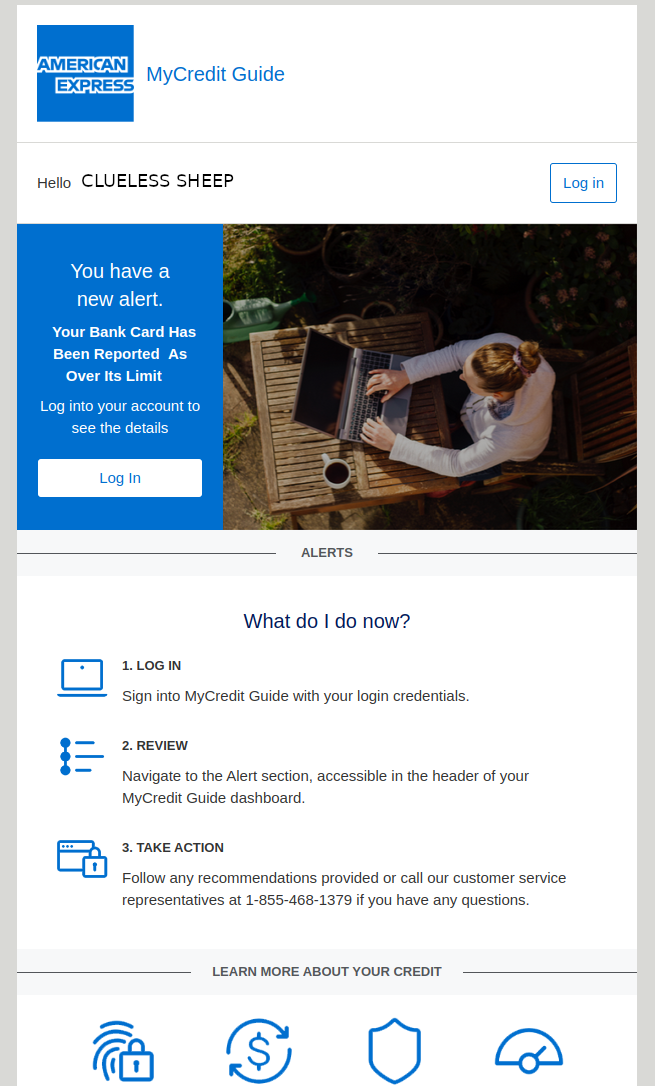 AMERICAN
EXPRESS
MyCredit Guide
Hello CLUELESS SHEEP
Log in
You have a
new alert.
Your Bank Card Has
Been Reported As
Over Its Limit
Log into your account to
see the details
Log In
ALERTS
What do I do now?
1. LOG IN
Sign into MyCredit Guide with your login credentials.
2. REVIEW
Navigate to the Alert section, accessible in the header of your
MyCredit Guide dashboard.
3. TAKE ACTION
Follow any recommendations provided or call our customer service
representatives at 1-855-468-1379 if you have any questions.
LEARN MORE ABOUT YOUR CREDIT